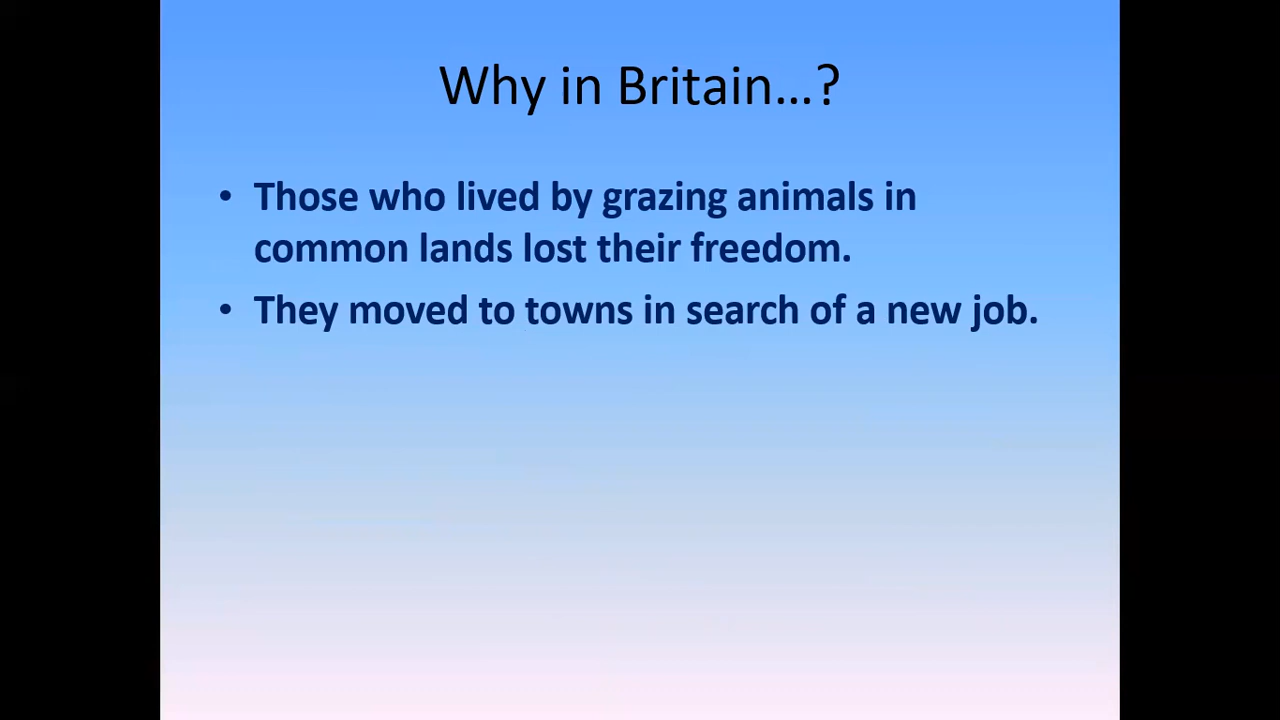 Why in Britain…?
• Those who lived by grazing animals in
common lands lost their freedom.
• They moved to towns in search of a new job.